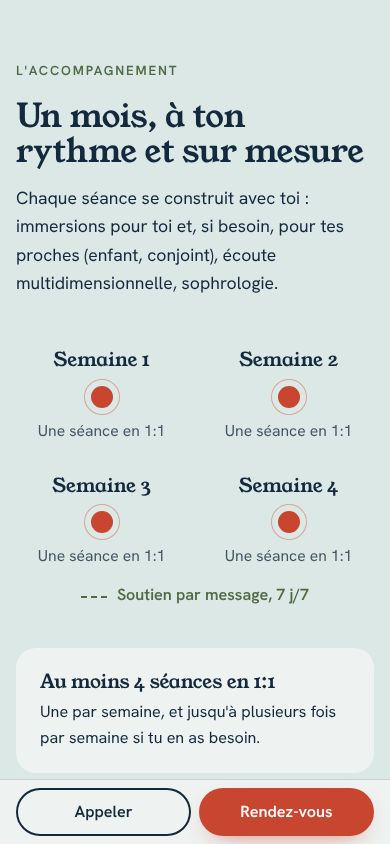 L'ACCOMPAGNEMENT
Un mois, à ton
rythme et sur mesure
Chaque séance se construit avec toi :
immersions pour toi et, si besoin, pour tes
proches (enfant, conjoint), écoute
multidimensionnelle, sophrologie.
Semaine 1
Une séance en 1:1
Semaine 2
Une séance en 1:1
Semaine 3
Une séance en 1:1
Semaine 4
Une séance en 1:1
Soutien par message, 7 j/7
Au moins 4 séances en 1:1
Une par semaine, et jusqu'à plusieurs fois
par semaine si tu en as besoin.
Appeler
Rendez-vous